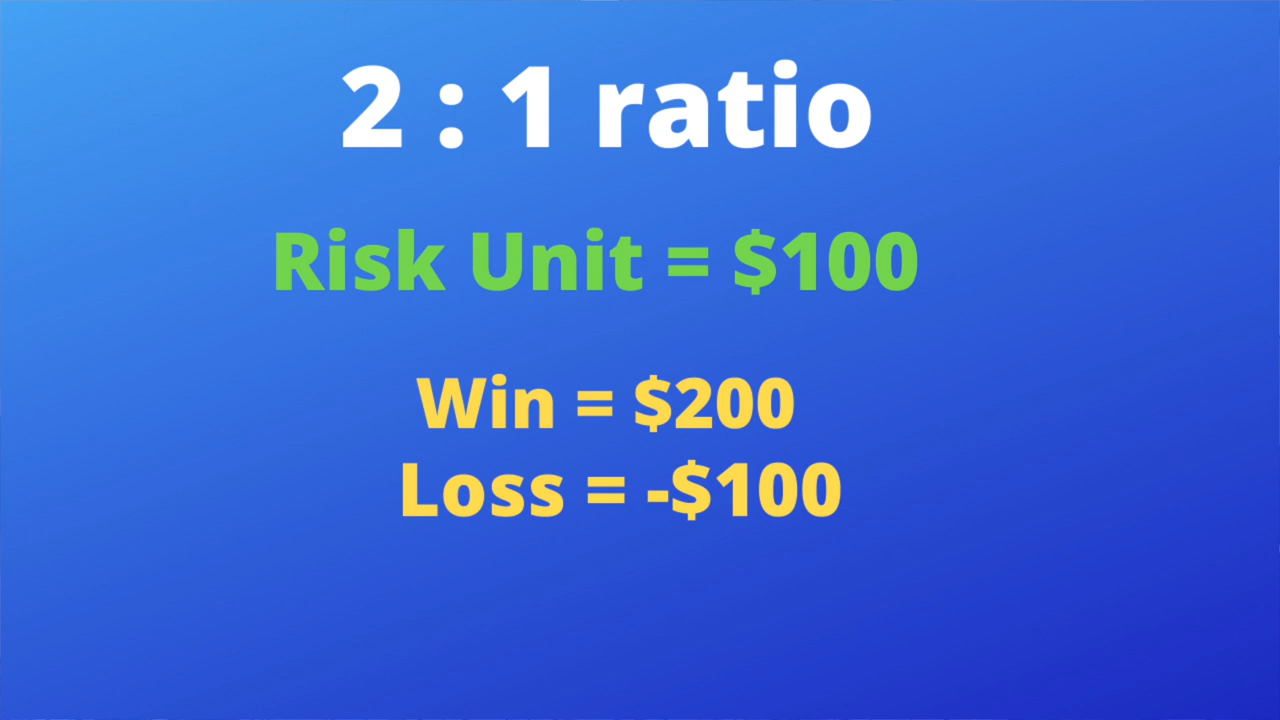 2 : 1 ratio
Risk Unit = $100
Win = $200
Loss = -$100